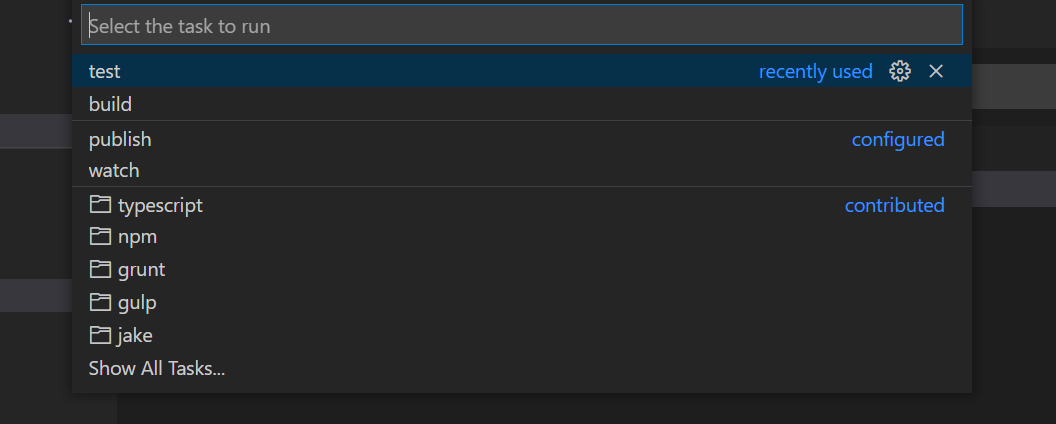 Select the task to run
test recently used
build
publish configured
watch
typescript contributed
npm
grunt
gulp
jake
Show All Tasks...